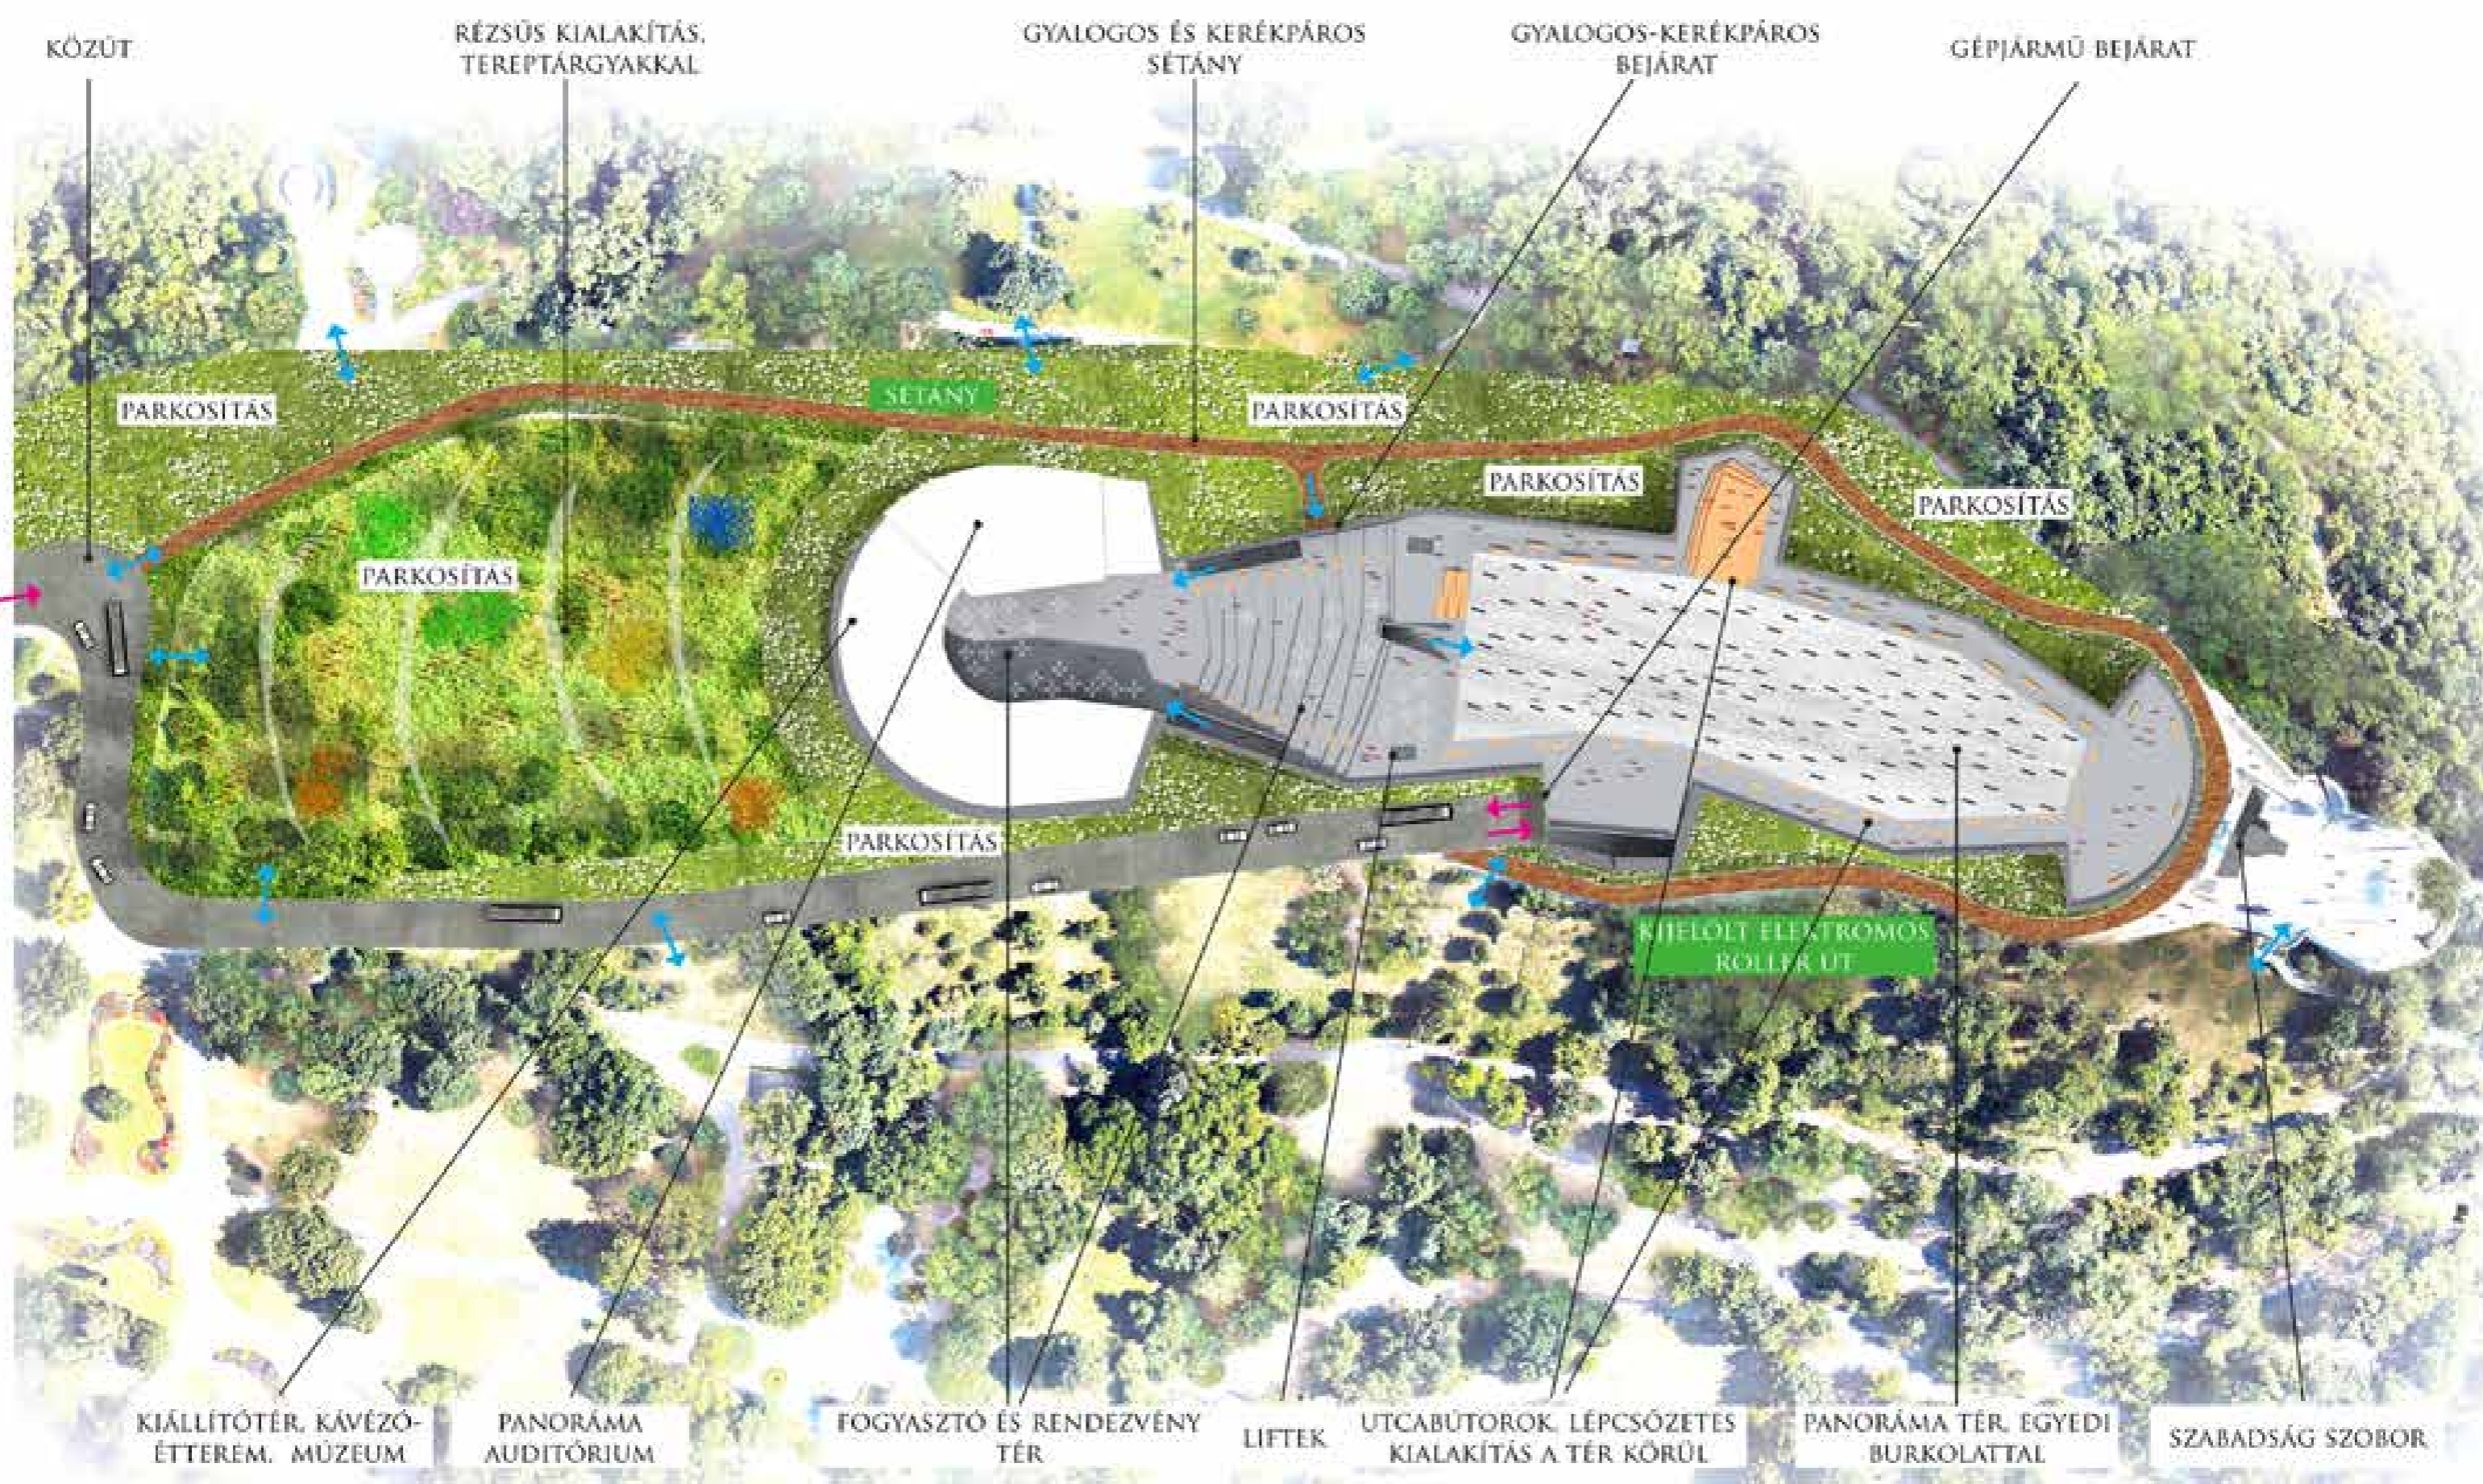 KÖZÚT
RÉZSŰS KIALAKÍTÁS,
TEREPTÁRGYAKKAL
GYALOGOS ÉS KERÉKPÁROS
SÉTÁNY
GYALOGOS-KERÉKPÁROS
BEJÁRAT
GÉPJÁRMŰ BEJÁRAT
SÉTÁNY
PARKOSÍTÁS
PARKOSÍTÁS
PARKOSÍTÁS
PARKOSÍTÁS
PARKOSÍTÁS
PARKOSÍTÁS
KIJELÖLT ELEKTROMOS
ROLLER ÚT
KIÁLLÍTÓTÉR, KÁVÉZÓ-
ÉTTEREM, MÚZEUM
PANORÁMA
AUDITÓRIUM
FOGYASZTÓ ÉS RENDEZVÉNY
TÉR
LIFTEK
UTCABÚTOROK, LÉPCSŐZETES
KIALAKÍTÁS A TÉR KÖRÜL
PANORÁMA TÉR, EGYEDI
BURKOLATTAL
SZABADSÁG SZOBOR